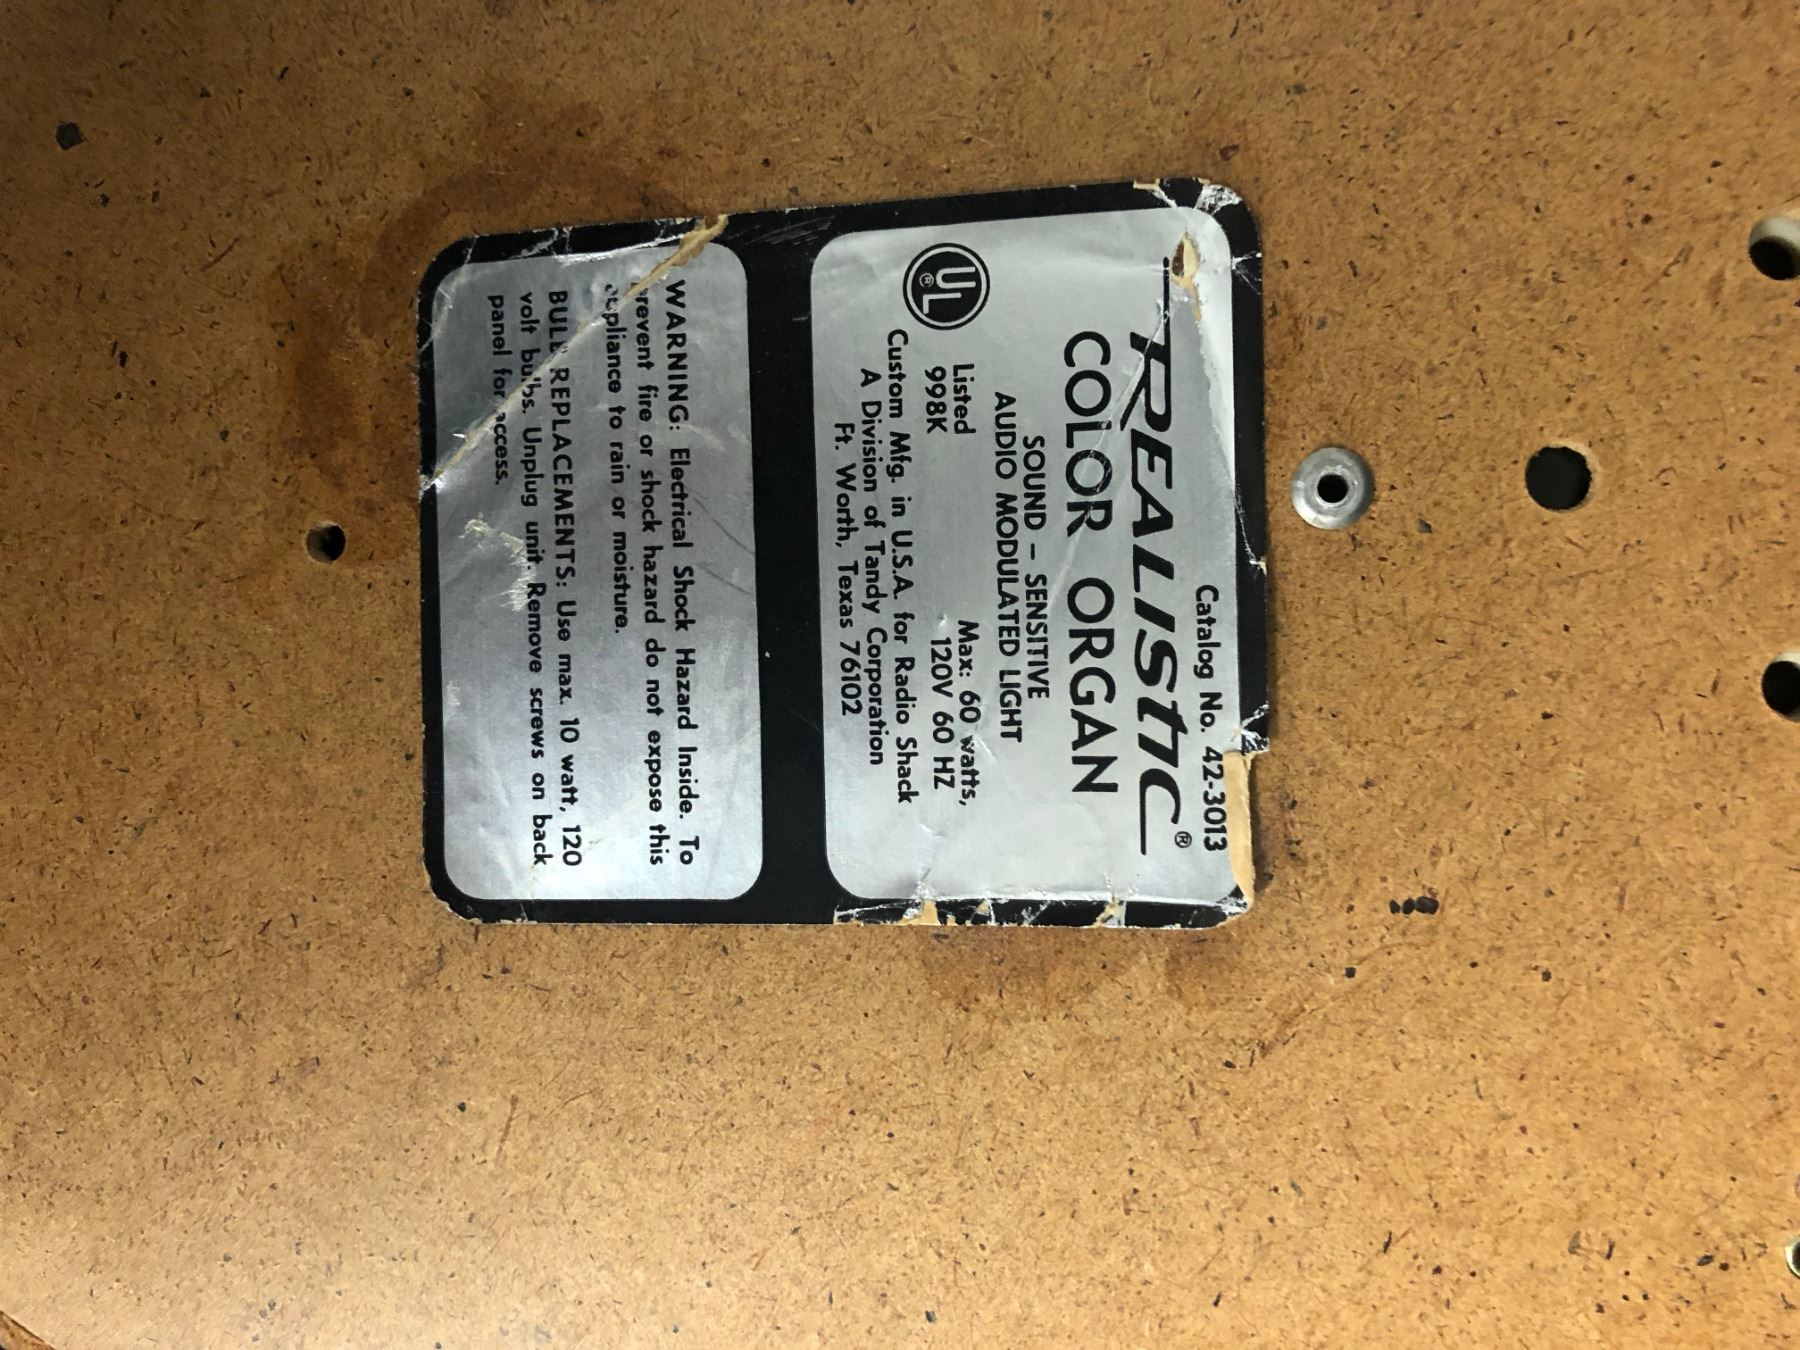 Catalog No. 42-3013
REALISTIC®
COLOR ORGAN
SOUND – SENSITIVE
AUDIO MODULATED LIGHT
UL ®
Listed
998K
Max: 60 watts,
120V 60 HZ
Custom Mfg. in U.S.A. for Radio Shack
A Division of Tandy Corporation
Ft. Worth, Texas 76102
WARNING: Electrical Shock Hazard Inside. To
prevent fire or shock hazard do not expose this
appliance to rain or moisture.
BULB REPLACEMENTS: Use max. 10 watt, 120
volt bulbs. Unplug unit. Remove screws on back
panel for access.